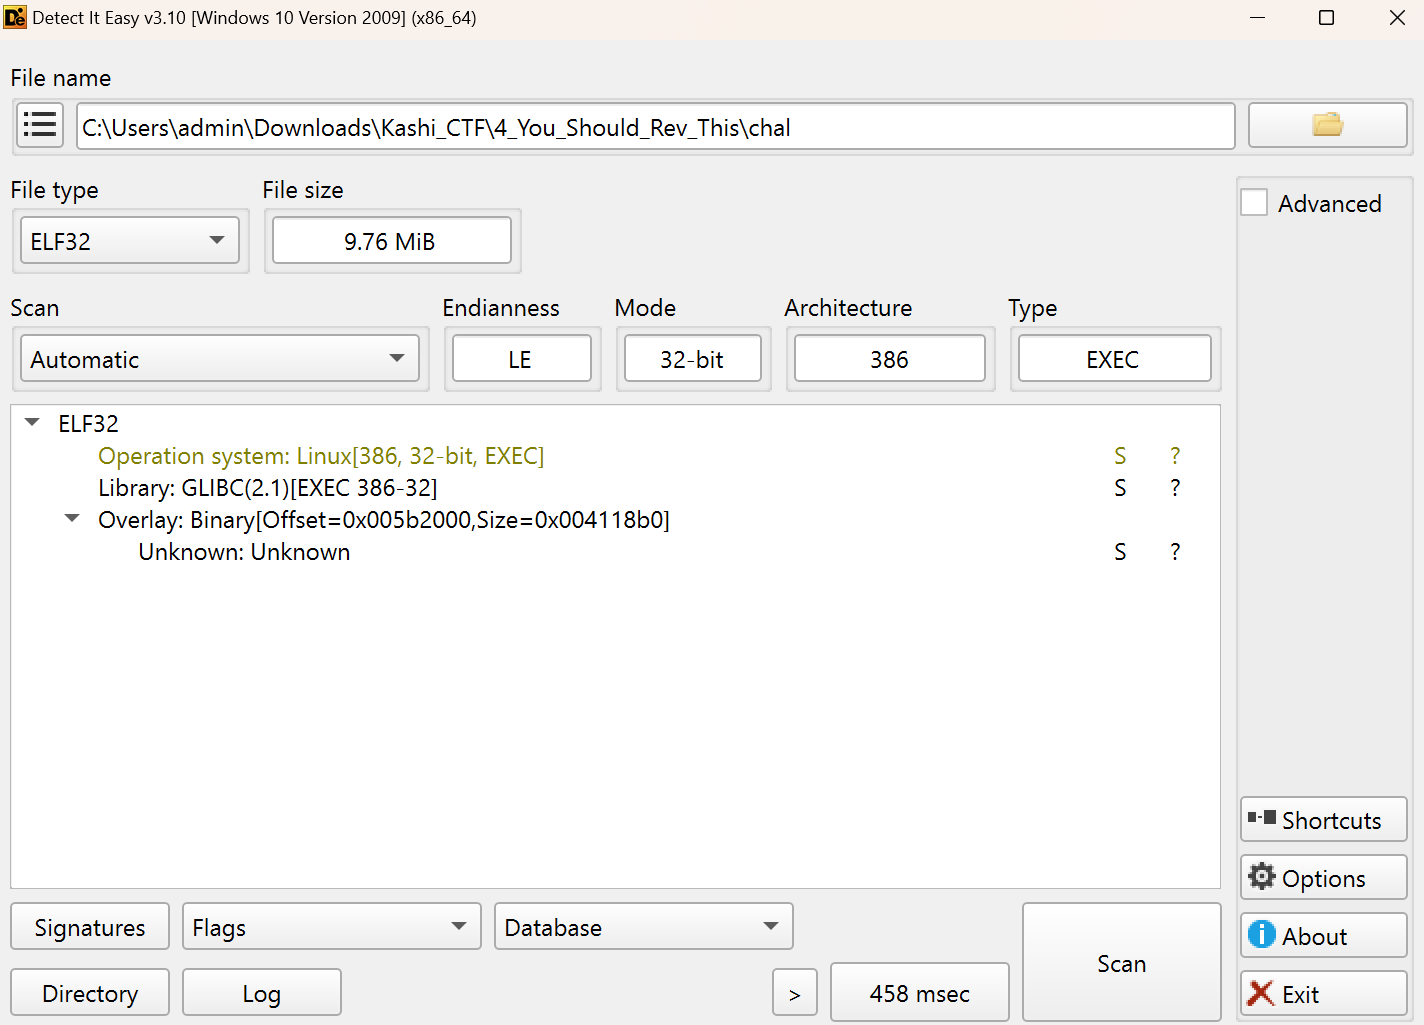 Detect It Easy v3.10 [Windows 10 Version 2009] (x86_64)
File name
C:\Users\admin\Downloads\Kashi_CTF\4_You_Should_Rev_This\chal
File type File size
ELF32 9.76 MiB
Advanced
Scan Endianness Mode Architecture Type
Automatic LE 32-bit 386 EXEC
ELF32
Operation system: Linux[386, 32-bit, EXEC] S ?
Library: GLIBC(2.1)[EXEC 386-32] S ?
Overlay: Binary[Offset=0x005b2000,Size=0x004118b0]
Unknown: Unknown S ?
Shortcuts
Options
About
Exit
Signatures Flags Database
Scan
Directory Log > 458 msec